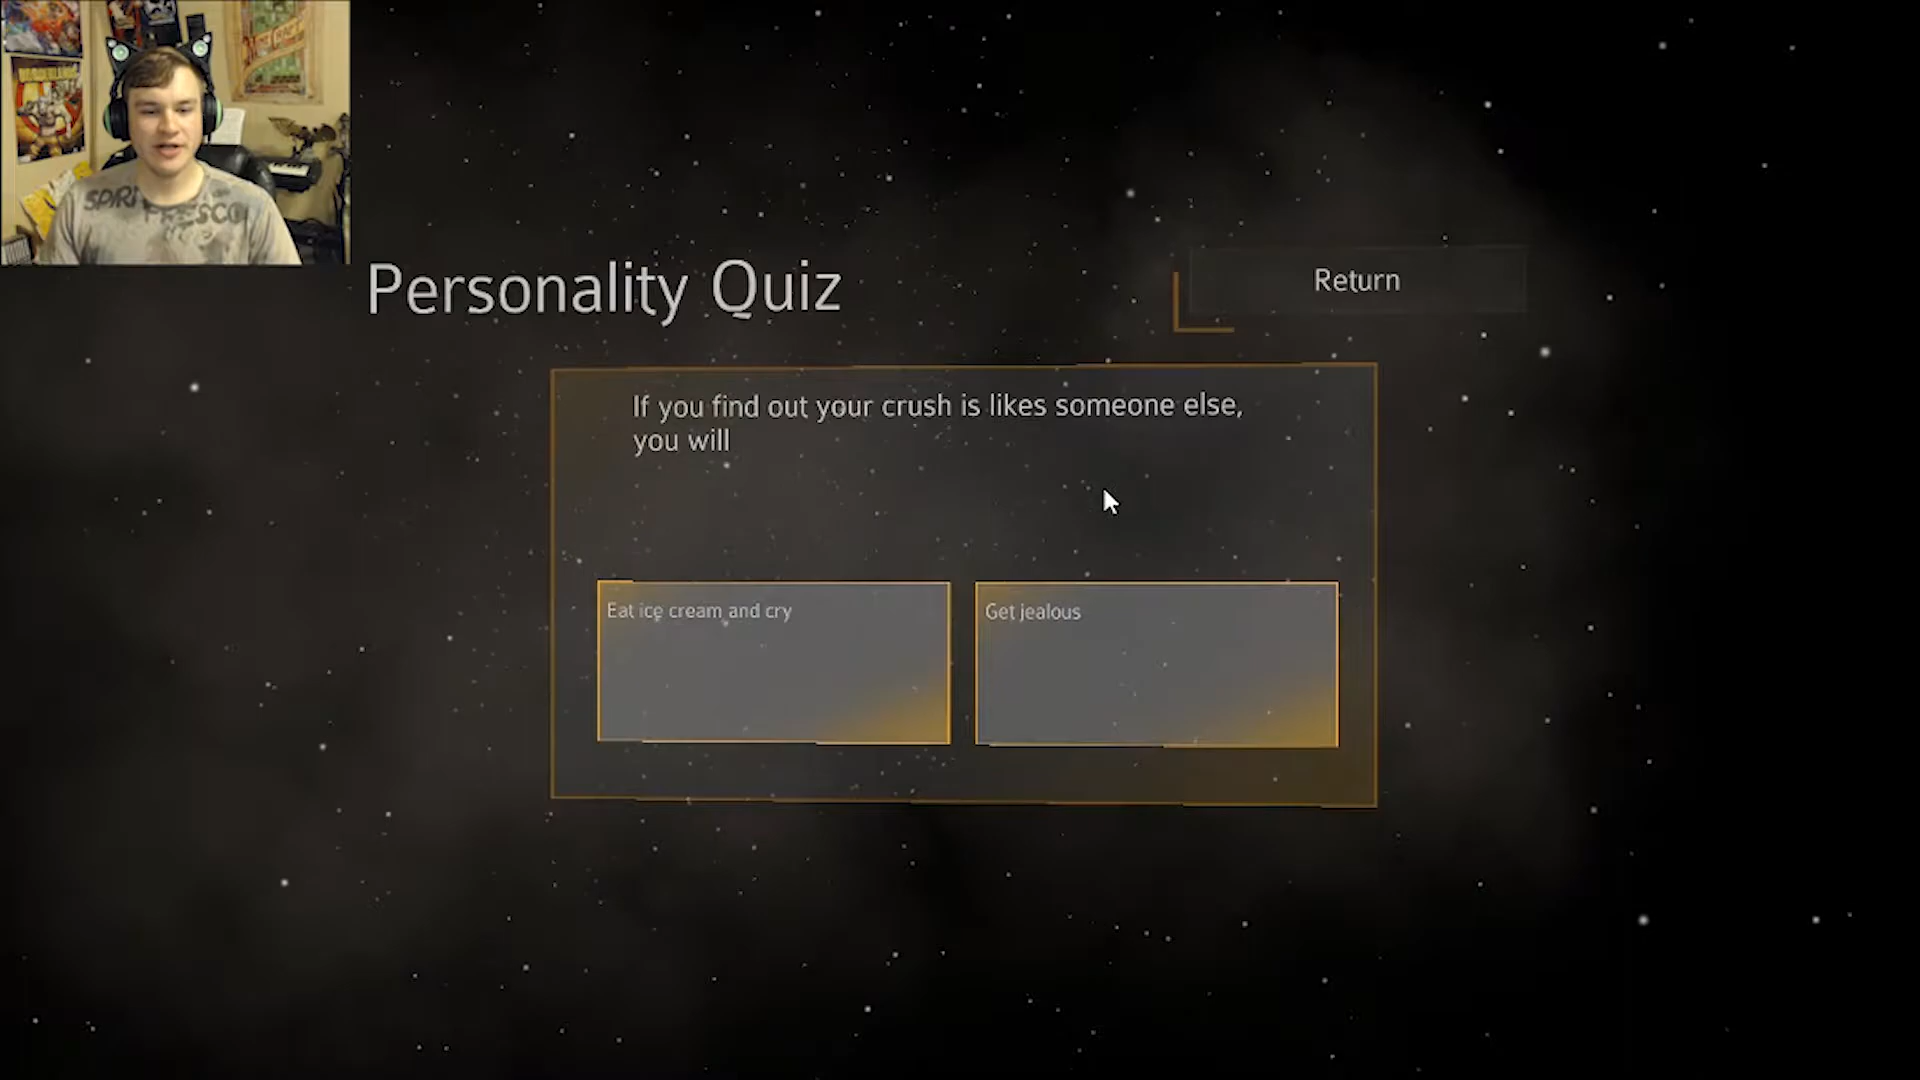 SPIRI
Personality Quiz
Return
If you find out your crush is likes someone else,
you will
Eat ice cream and cry
Get jealous